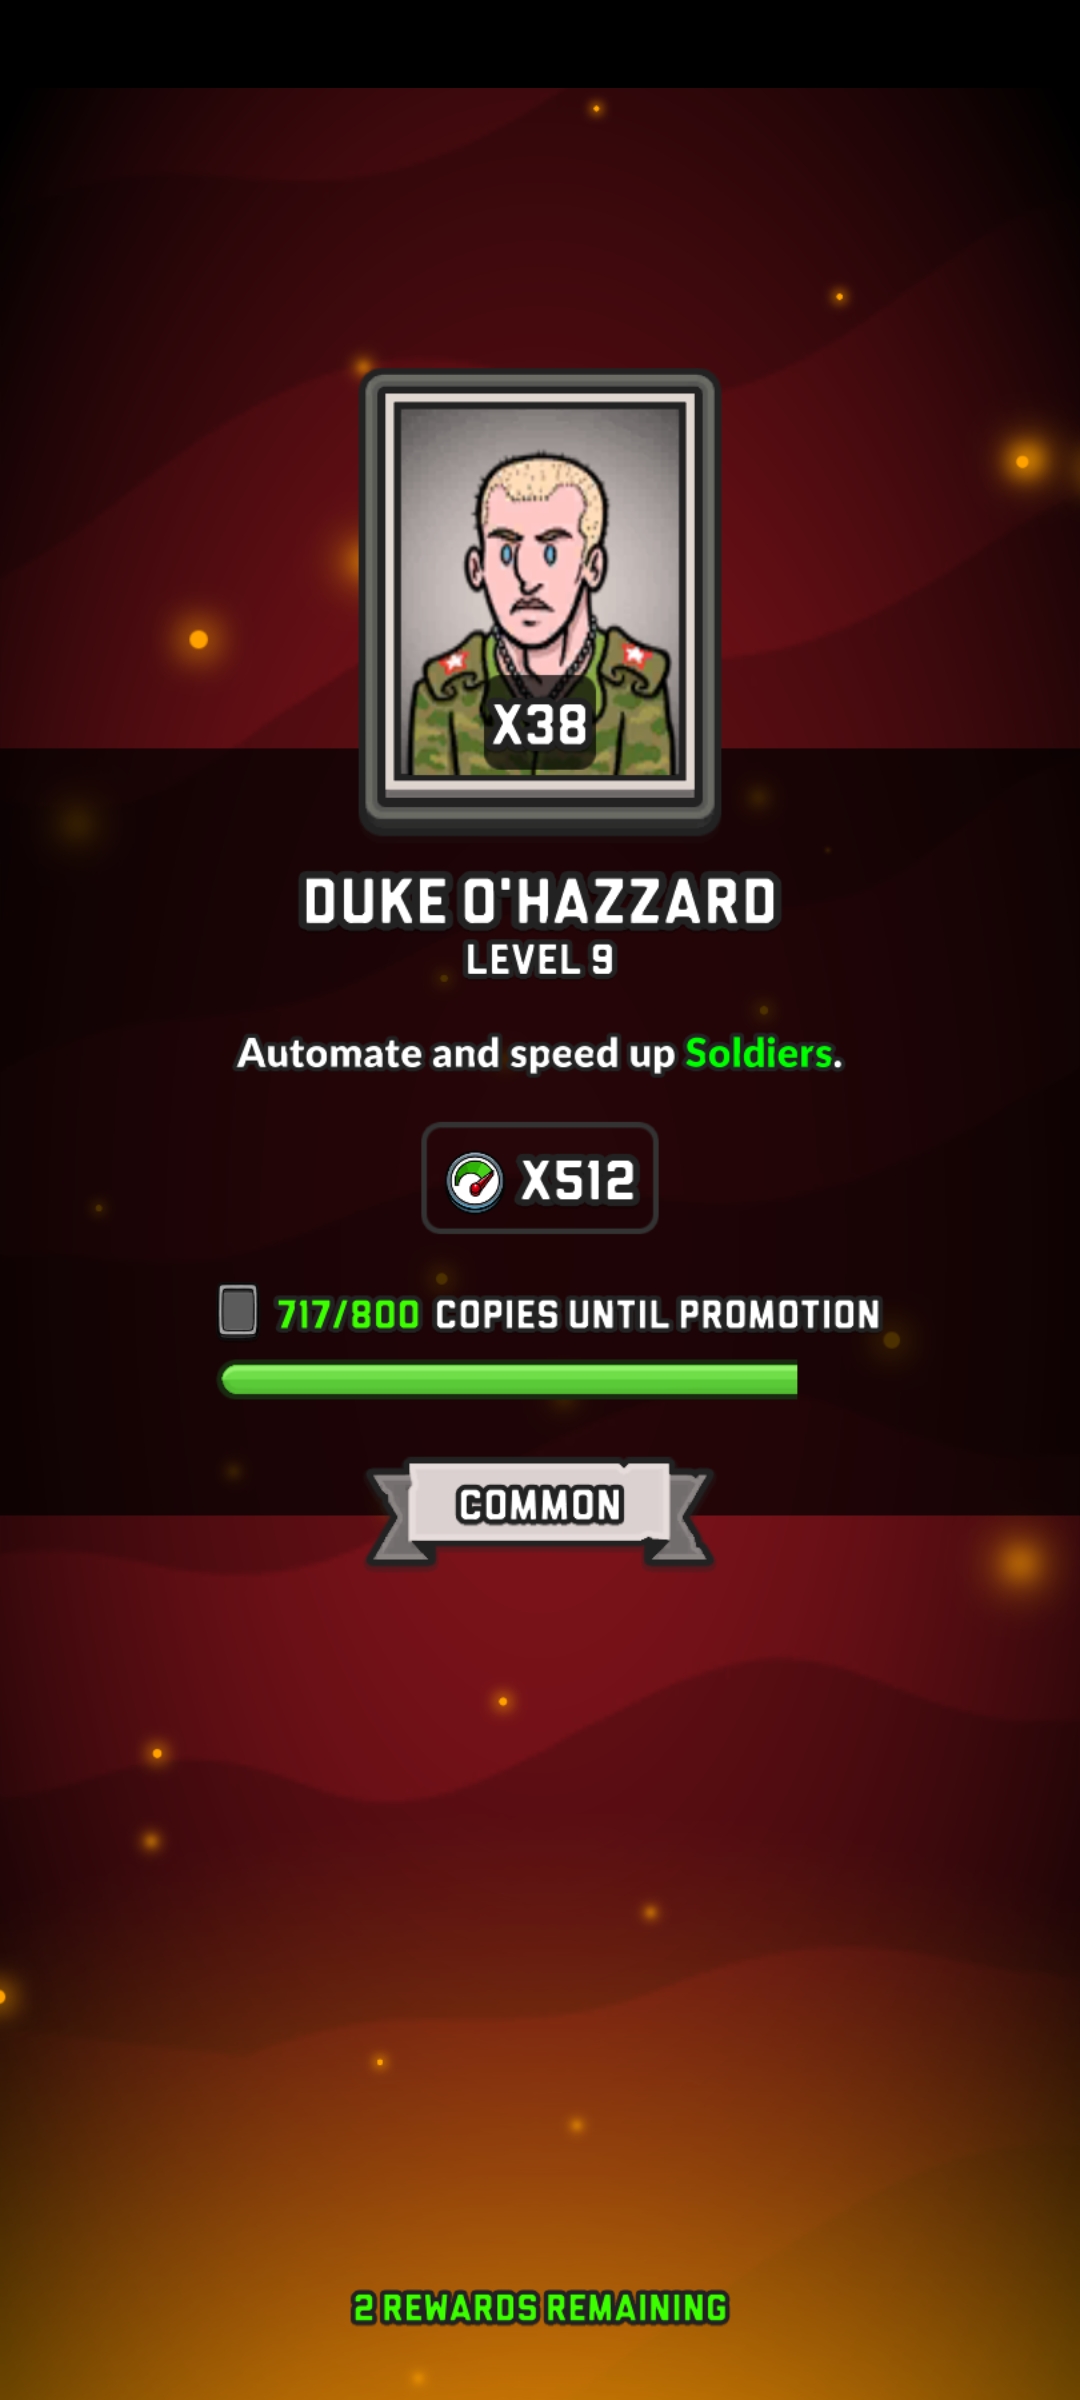 X38
DUKE O'HAZZARD
LEVEL 9
Automate and speed up Soldiers.
X512
717/800 COPIES UNTIL PROMOTION
COMMON
2 REWARDS REMAINING